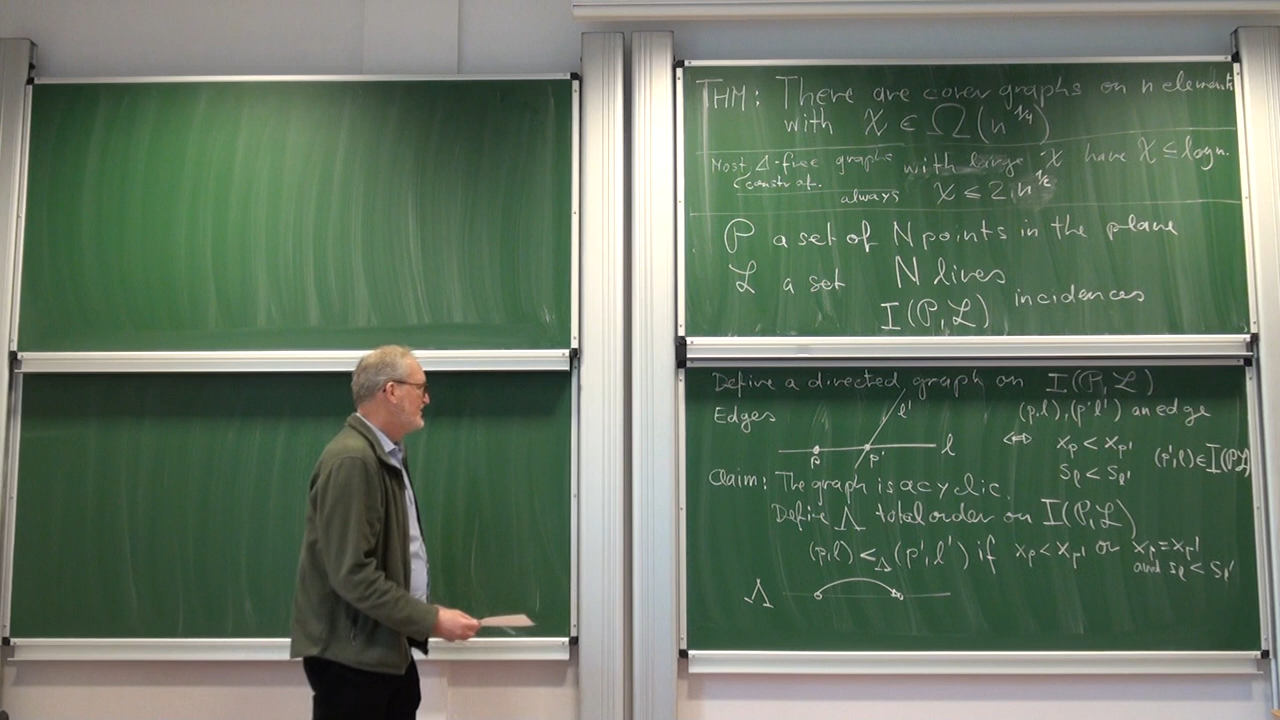 THM: There are cover graphs on n elements
with χ ∈ Ω(n^1/4)
Most Δ-free graphs with large χ have χ ≤ log n.
constr. of.
always χ ≤ 2 n^1/2
P a set of N points in the plane
L a set N lines
I(P,L) incidences
Define a directed graph on I(P,L)
Edges l' (p,l),(p',l') an edge
p p' l ⇔ x_p < x_p' (p',l) ∈ I(P,L)
s_l < s_l'
Claim: The graph is acyclic.
Define Λ total order on I(P,L)
(p,l) <_Λ (p',l') if x_p < x_p' or x_p = x_p'
and s_l < s_l'
Λ